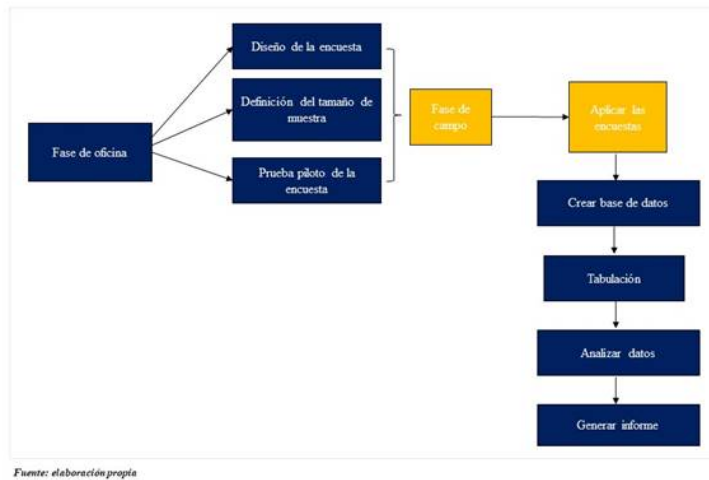 Diseño de la encuesta
Definición del tamaño de
muestra
Fase de oficina
Prueba piloto de la
encuesta
Fase de
campo
Aplicar las
encuestas
Crear base de datos
Tabulación
Analizar datos
Generar informe
Fuente: elaboración propia